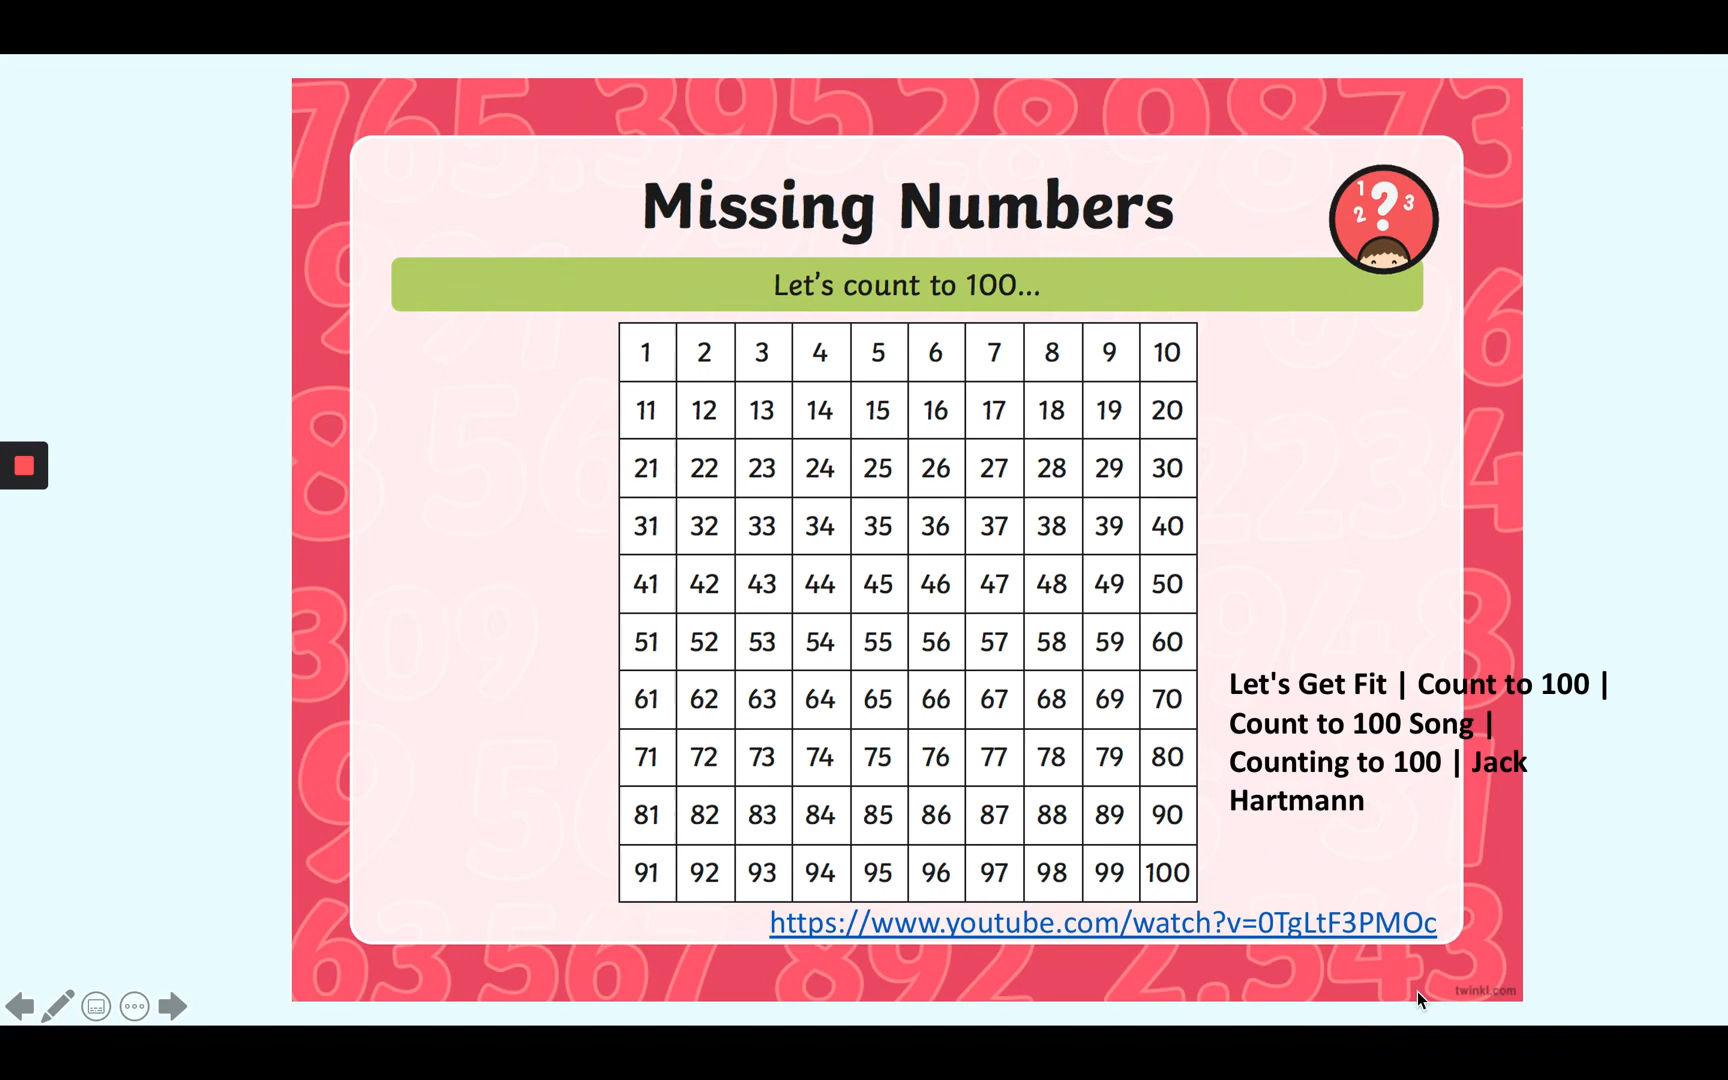 Missing Numbers
1 ? 3
2
Let's count to 100...
1 2 3 4 5 6 7 8 9 10
11 12 13 14 15 16 17 18 19 20
21 22 23 24 25 26 27 28 29 30
31 32 33 34 35 36 37 38 39 40
41 42 43 44 45 46 47 48 49 50
51 52 53 54 55 56 57 58 59 60
61 62 63 64 65 66 67 68 69 70
71 72 73 74 75 76 77 78 79 80
81 82 83 84 85 86 87 88 89 90
91 92 93 94 95 96 97 98 99 100
Let's Get Fit | Count to 100 |
Count to 100 Song |
Counting to 100 | Jack
Hartmann
https://www.youtube.com/watch?v=0TgLtF3PMOc
twinkl.com